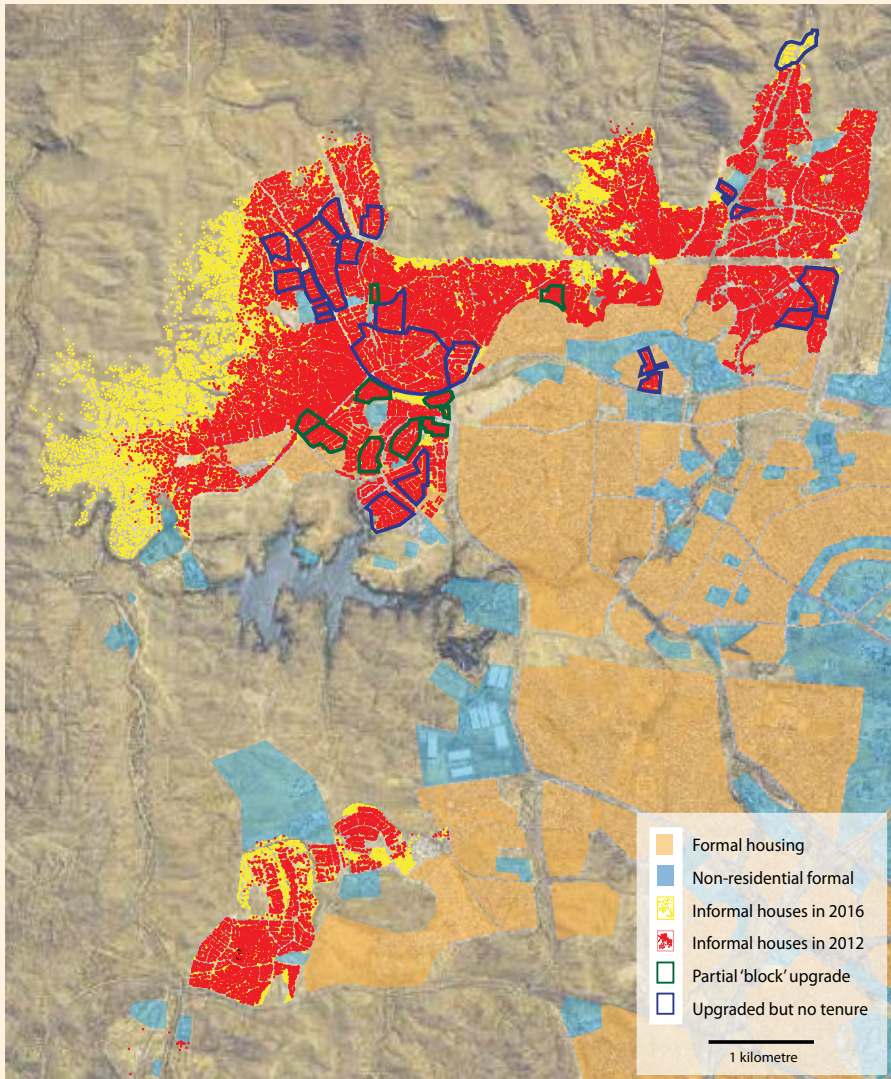 Formal housing
Non-residential formal
Informal houses in 2016
Informal houses in 2012
Partial ‘block’ upgrade
Upgraded but no tenure
1 kilometre